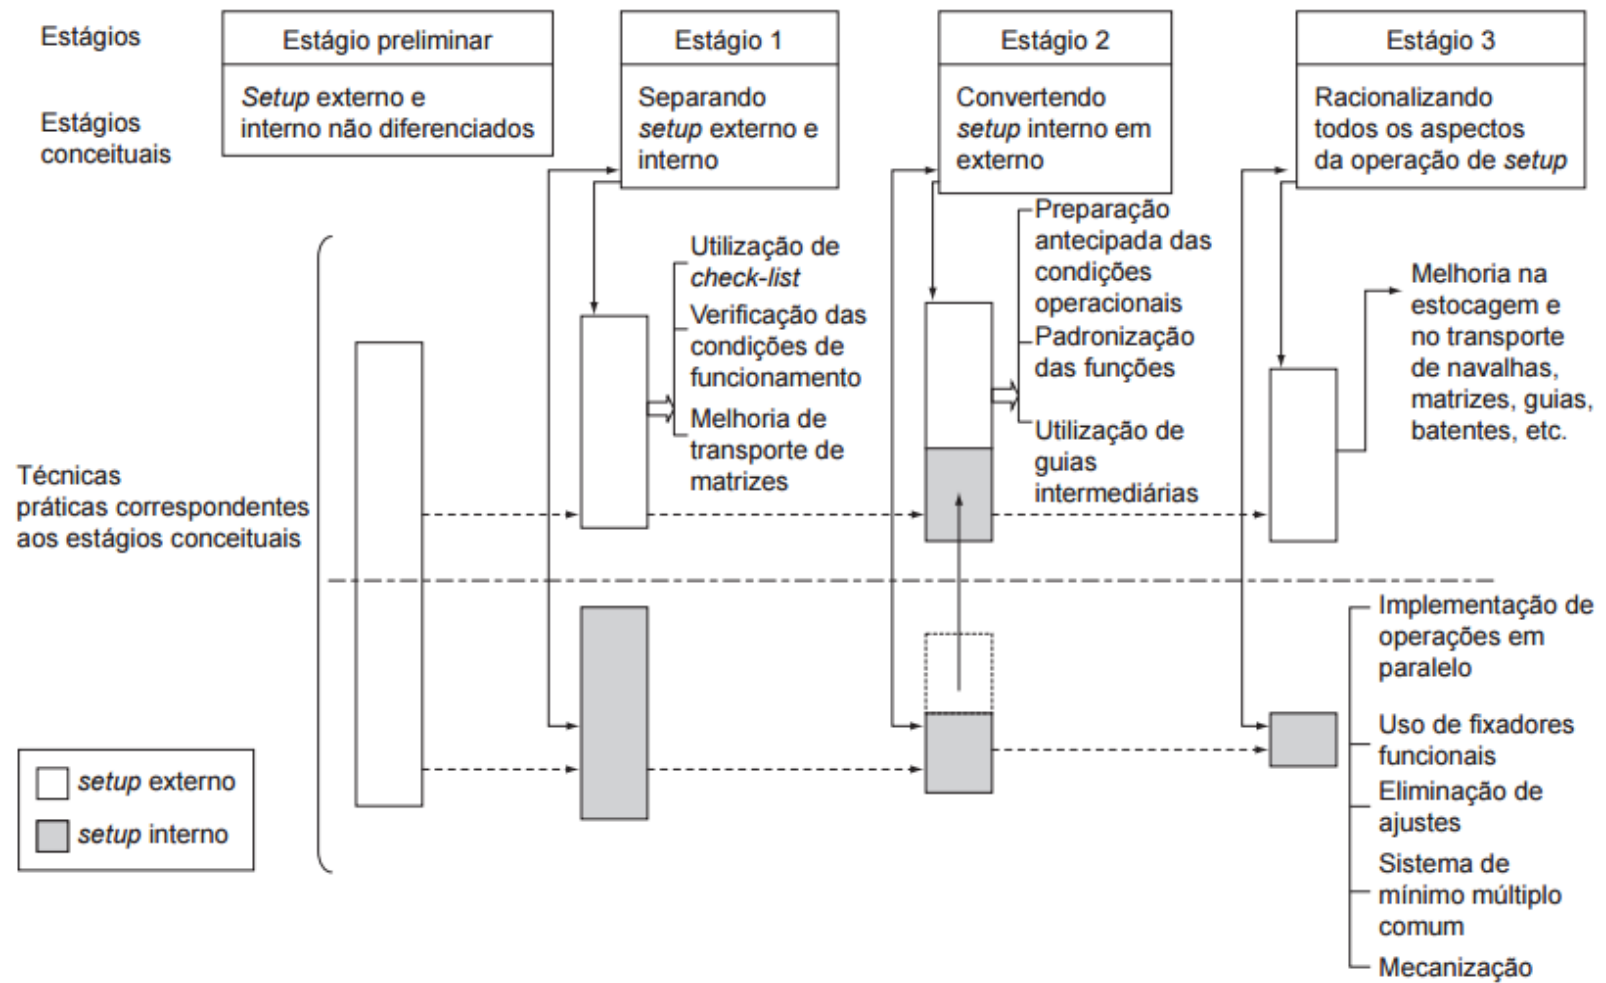 Estágios
Estágio preliminar
Setup externo e
interno não diferenciados
Estágio 1
Separando
setup externo e
interno
Estágio 2
Convertendo
setup interno em
externo
Estágio 3
Racionalizando
todos os aspectos
da operação de setup
Estágios
conceituais
Utilização de
check-list
Verificação das
condições de
funcionamento
Melhoria de
transporte de
matrizes
Preparação
antecipada das
condições
operacionais
Padronização
das funções
Utilização de
guias
intermediárias
Melhoria na
estocagem e
no transporte
de navalhas,
matrizes, guias,
batentes, etc.
Técnicas
práticas correspondentes
aos estágios conceituais
Implementação de
operações em
paralelo
Uso de fixadores
funcionais
Eliminação de
ajustes
Sistema de
mínimo múltiplo
comum
Mecanização
setup externo
setup interno